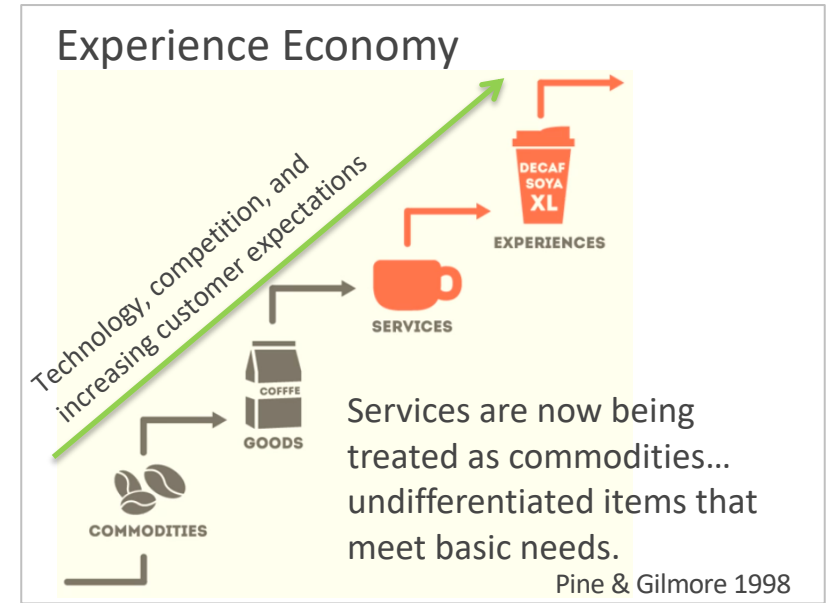 Experience Economy
Technology, competition, and
increasing customer expectations
DECAF
SOYA
XL
EXPERIENCES
SERVICES
COFFFE
GOODS
COMMODITIES
Services are now being
treated as commodities…
undifferentiated items that
meet basic needs.
Pine & Gilmore 1998